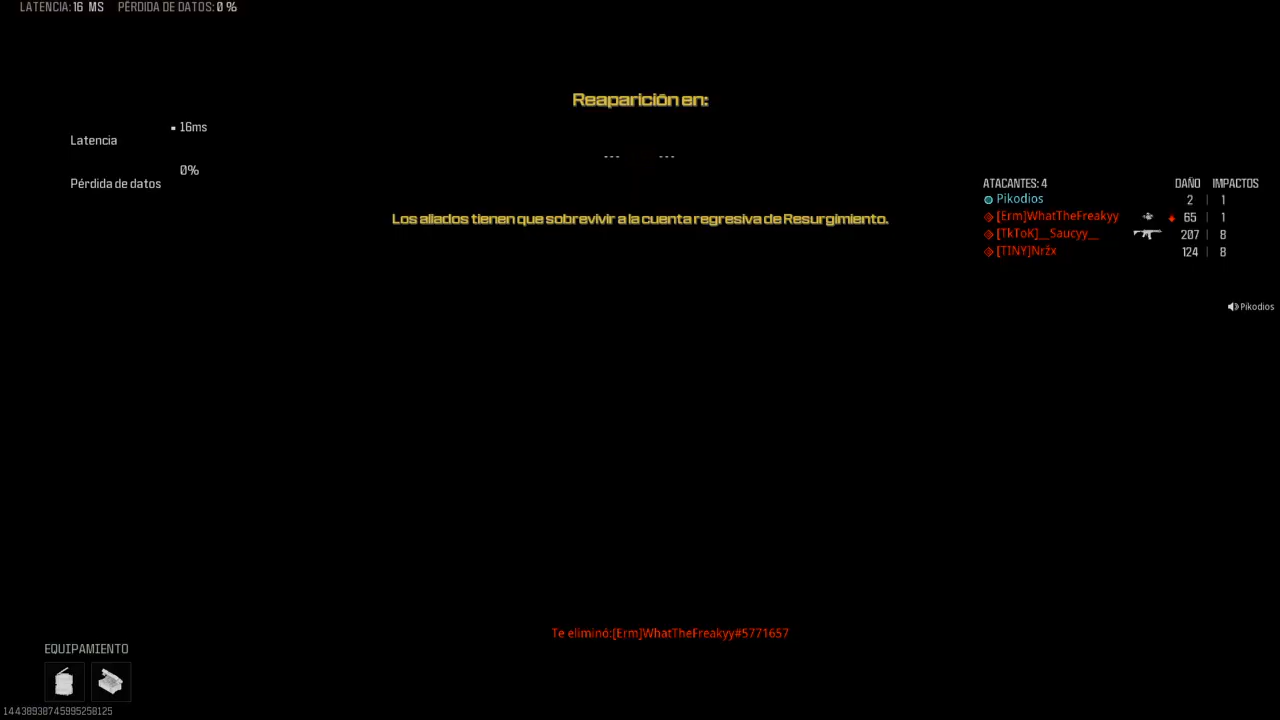 LATENCIA: 16 MS PÉRDIDA DE DATOS: 0 %
Reaparición en:
16ms
Latencia
--- ---
0%
Pérdida de datos
ATACANTES: 4 DAÑO IMPACTOS
Pikodios 2 | 1
[Erm]WhatTheFreakyy 65 | 1
Los aliados tienen que sobrevivir a la cuenta regresiva de Resurgimiento.
[TkToK]__Saucyy__ 207 | 8
[TINY]Nržx 124 | 8
Pikodios
Te eliminó:[Erm]WhatTheFreakyy#5771657
EQUIPAMIENTO
14438930745995258125